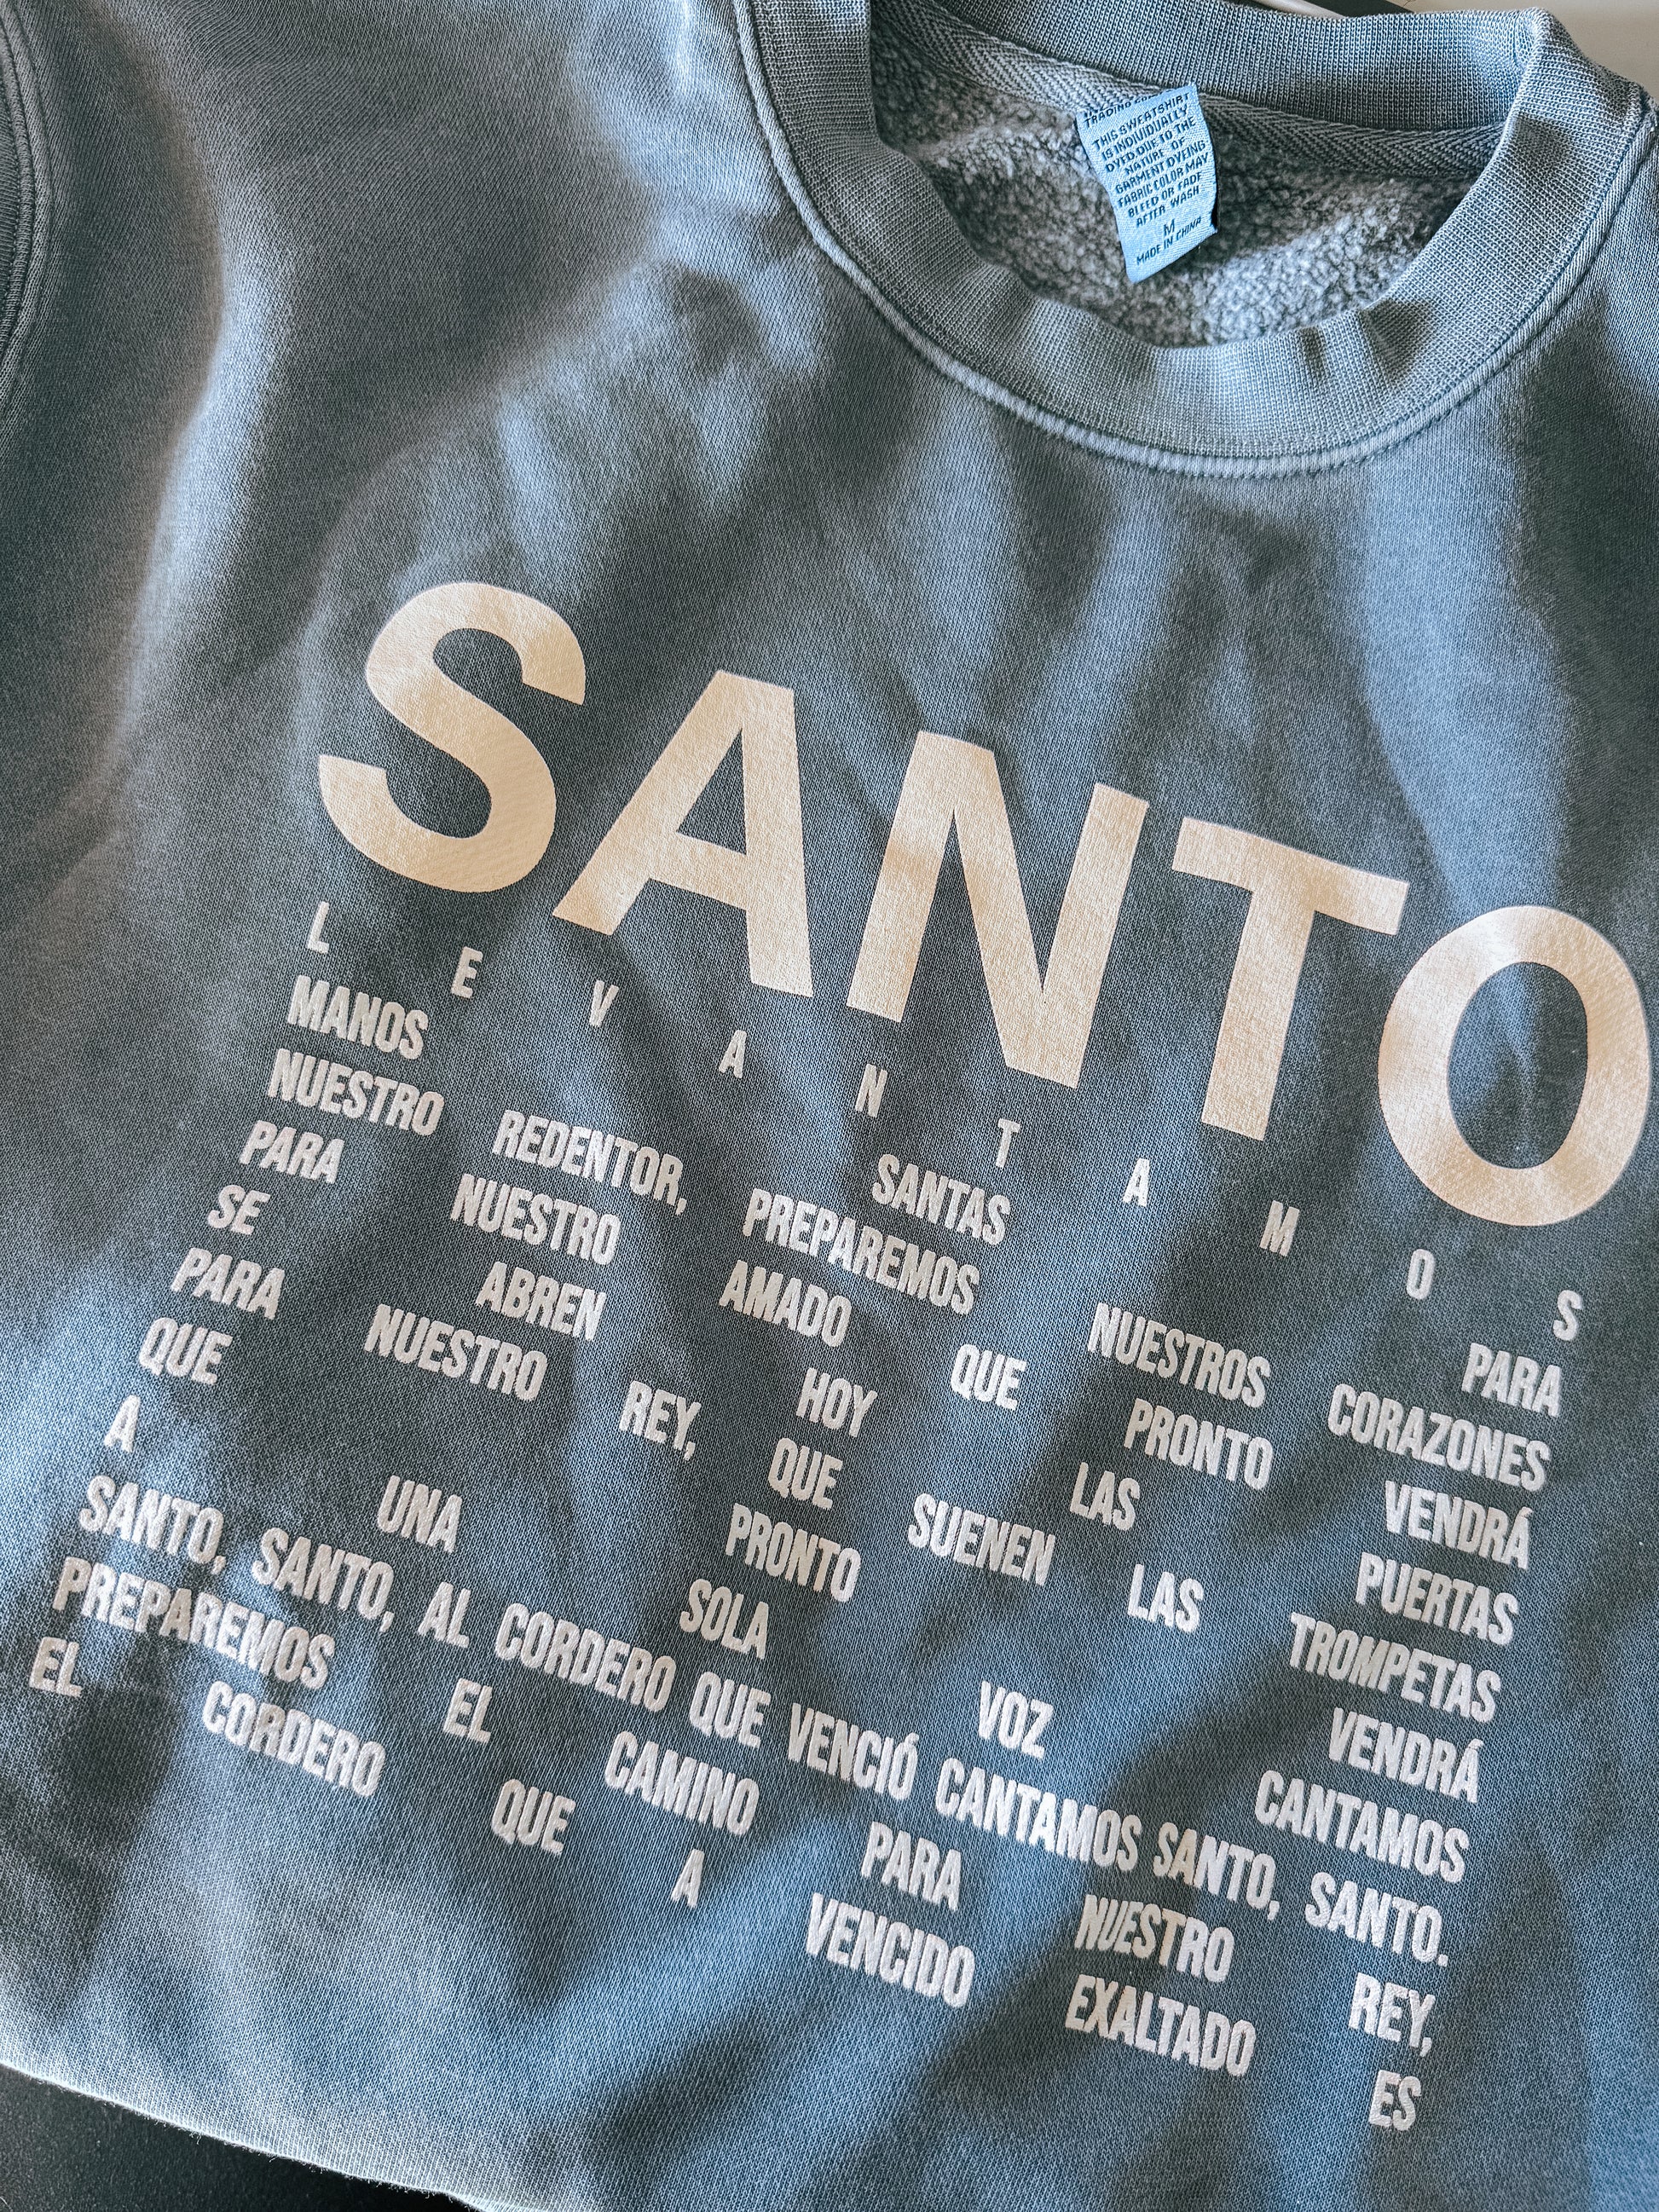 TRADING
THIS SWEATSHIRT
IS INDIVIDUALLY
DYED. DUE TO THE
NATURE OF
GARMENT DYEING
FABRIC COLOR MAY
BLEED OR FADE
AFTER WASH
M
MADE IN CHINA
SANTO
L E V A N T A M O S
MANOS SANTAS PARA
NUESTRO REDENTOR, PREPAREMOS NUESTROS CORAZONES
PARA NUESTRO AMADO QUE PRONTO VENDRÁ
SE ABREN HOY LAS PUERTAS
PARA NUESTRO REY, QUE SUENEN LAS TROMPETAS
QUE PRONTO VENDRÁ
A UNA SOLA VOZ CANTAMOS
SANTO, SANTO, AL CORDERO QUE VENCIÓ CANTAMOS SANTO, SANTO.
PREPAREMOS EL CAMINO PARA NUESTRO REY,
EL CORDERO QUE A VENCIDO EXALTADO ES